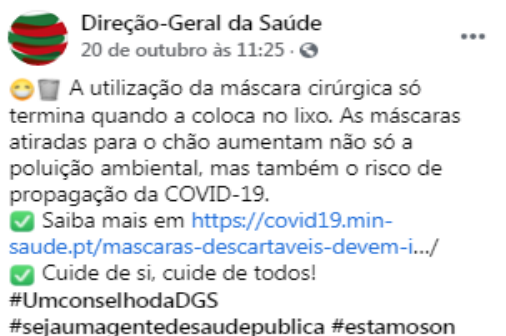 Direção-Geral da Saúde
20 de outubro às 11:25 ·
😷🗑️ A utilização da máscara cirúrgica só
termina quando a coloca no lixo. As máscaras
atiradas para o chão aumentam não só a
poluição ambiental, mas também o risco de
propagação da COVID-19.
✅ Saiba mais em https://covid19.min-
saude.pt/mascaras-descartaveis-devem-i.../
✅ Cuide de si, cuide de todos!
#UmconselhodaDGS
#sejaumagentedesaudepublica #estamoson